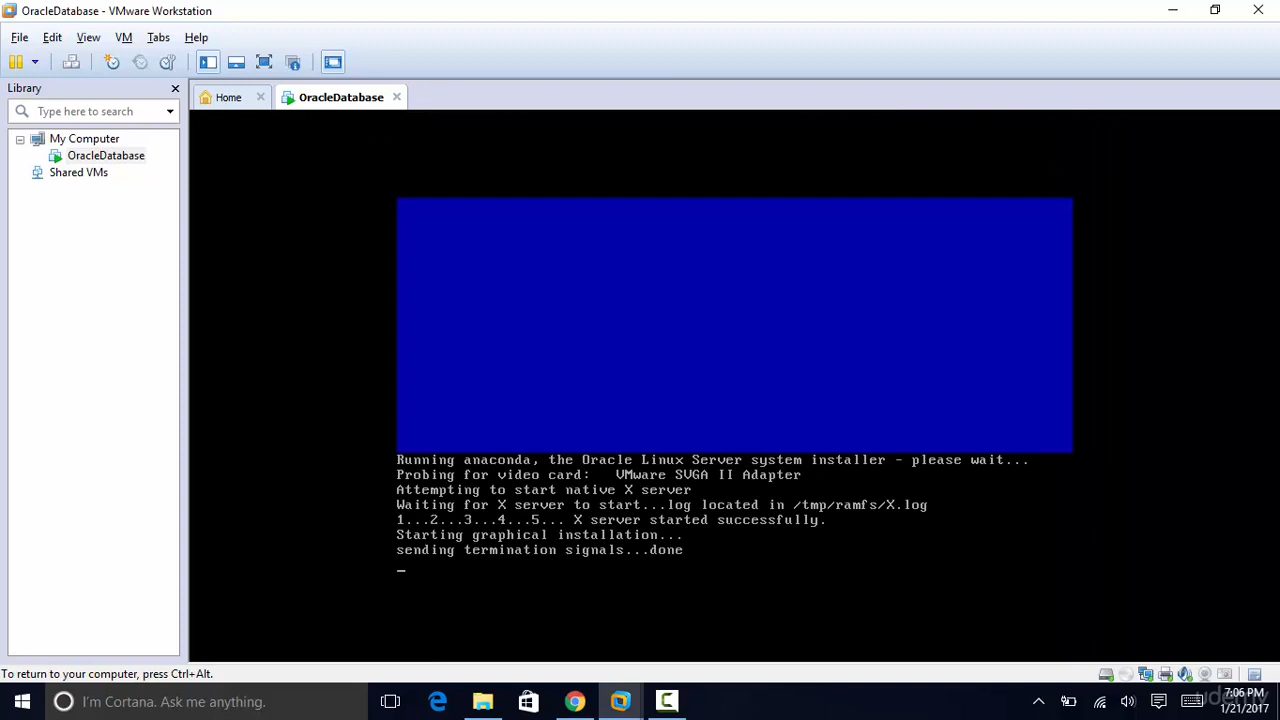 OracleDatabase - VMware Workstation
File Edit View VM Tabs Help
Library
Home
OracleDatabase
Type here to search
My Computer
OracleDatabase
Shared VMs
Running anaconda, the Oracle Linux Server system installer - please wait...
Probing for video card:   VMware SVGA II Adapter
Attempting to start native X server
Waiting for X server to start...log located in /tmp/ramfs/X.log
1...2...3...4...5... X server started successfully.
Starting graphical installation...
sending termination signals...done
_
To return to your computer, press Ctrl+Alt.
I'm Cortana. Ask me anything.
udemy
7:06 PM
1/21/2017